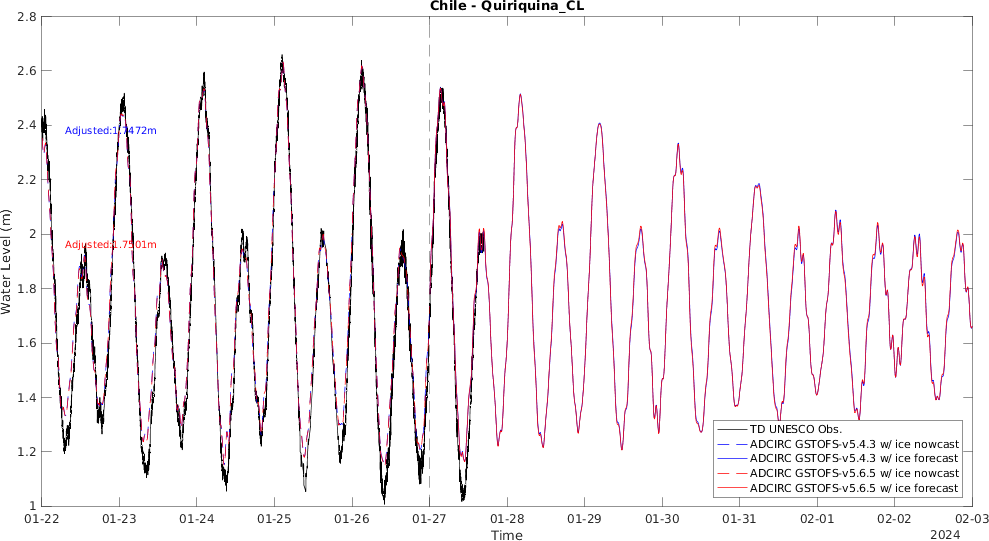 Chile - Quiriquina_CL
2.8
2.6
2.4
2.2
2
1.8
1.6
1.4
1.2
1
Water Level (m)
Adjusted:1.7472m
Adjusted:1.7501m
TD UNESCO Obs.
ADCIRC GSTOFS-v5.4.3 w/ ice nowcast
ADCIRC GSTOFS-v5.4.3 w/ ice forecast
ADCIRC GSTOFS-v5.6.5 w/ ice nowcast
ADCIRC GSTOFS-v5.6.5 w/ ice forecast
01-22 01-23 01-24 01-25 01-26 01-27 01-28 01-29 01-30 01-31 02-01 02-02 02-03
Time
2024